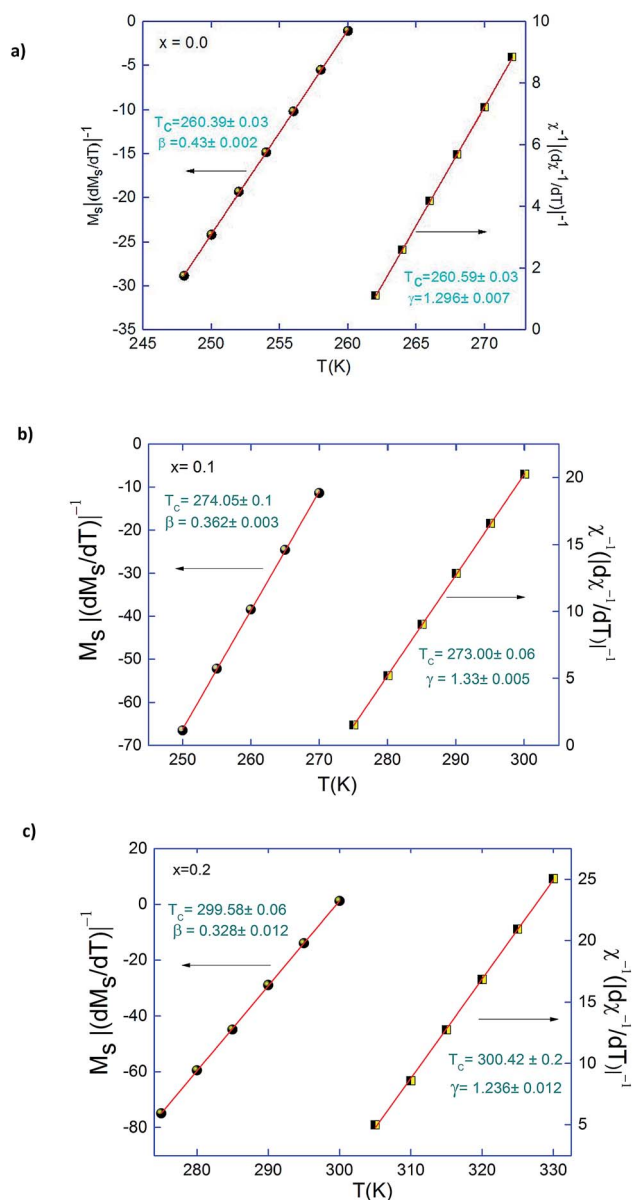 a)
x = 0.0
T_C=260.39± 0.03
β =0.43± 0.002
T_C=260.59± 0.03
γ=1.296± 0.007
0
-5
-10
-15
-20
-25
-30
-35
10
8
6
4
2
0
245 250 255 260 265 270
M_S|(dM_S/dT)|^-1
χ^-1|(dχ^-1/dT)|^-1
T(K)
b)
x= 0.1
T_C= 274.05± 0.1
β = 0.362± 0.003
T_C= 273.00± 0.06
γ = 1.33± 0.005
0
-10
-20
-30
-40
-50
-60
-70
20
15
10
5
0
250 260 270 280 290 300
M_S |(dM_S/dT)|^−1
χ^−1(|dχ^−1/dT)|^−1
T(K)
c)
x=0.2
T_C= 299.58± 0.06
β = 0.328± 0.012
T_C= 300.42 ± 0.2
γ =1.236± 0.012
20
0
-20
-40
-60
-80
25
20
15
10
5
280 290 300 310 320 330
M_S |(dM_S/dT)|^−1
χ^−1(|dχ^−1/dT)|^−1
T(K)